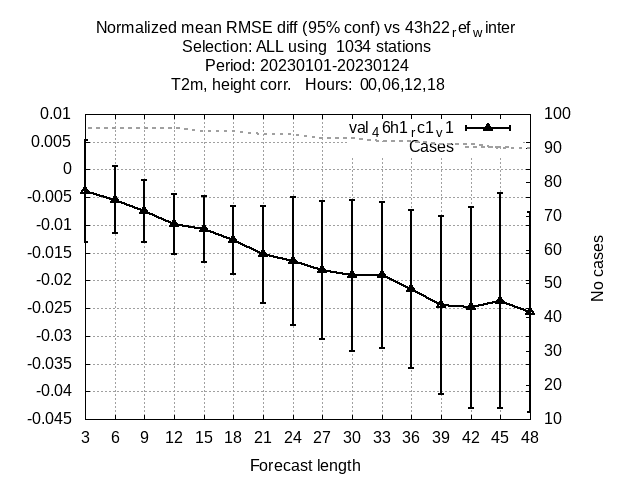 Normalized mean RMSE diff (95% conf) vs 43h22refwinter
Selection: ALL using 1034 stations
Period: 20230101-20230124
T2m, height corr. Hours: 00,06,12,18
0.01 100
val46h1rc1v1
0.005 90
Cases
0 80
-0.005 70
-0.01 60
-0.015 50
-0.02 40
-0.025 30
-0.03 20
-0.035 10
-0.04
-0.045
No cases
3 6 9 12 15 18 21 24 27 30 33 36 39 42 45 48
Forecast length